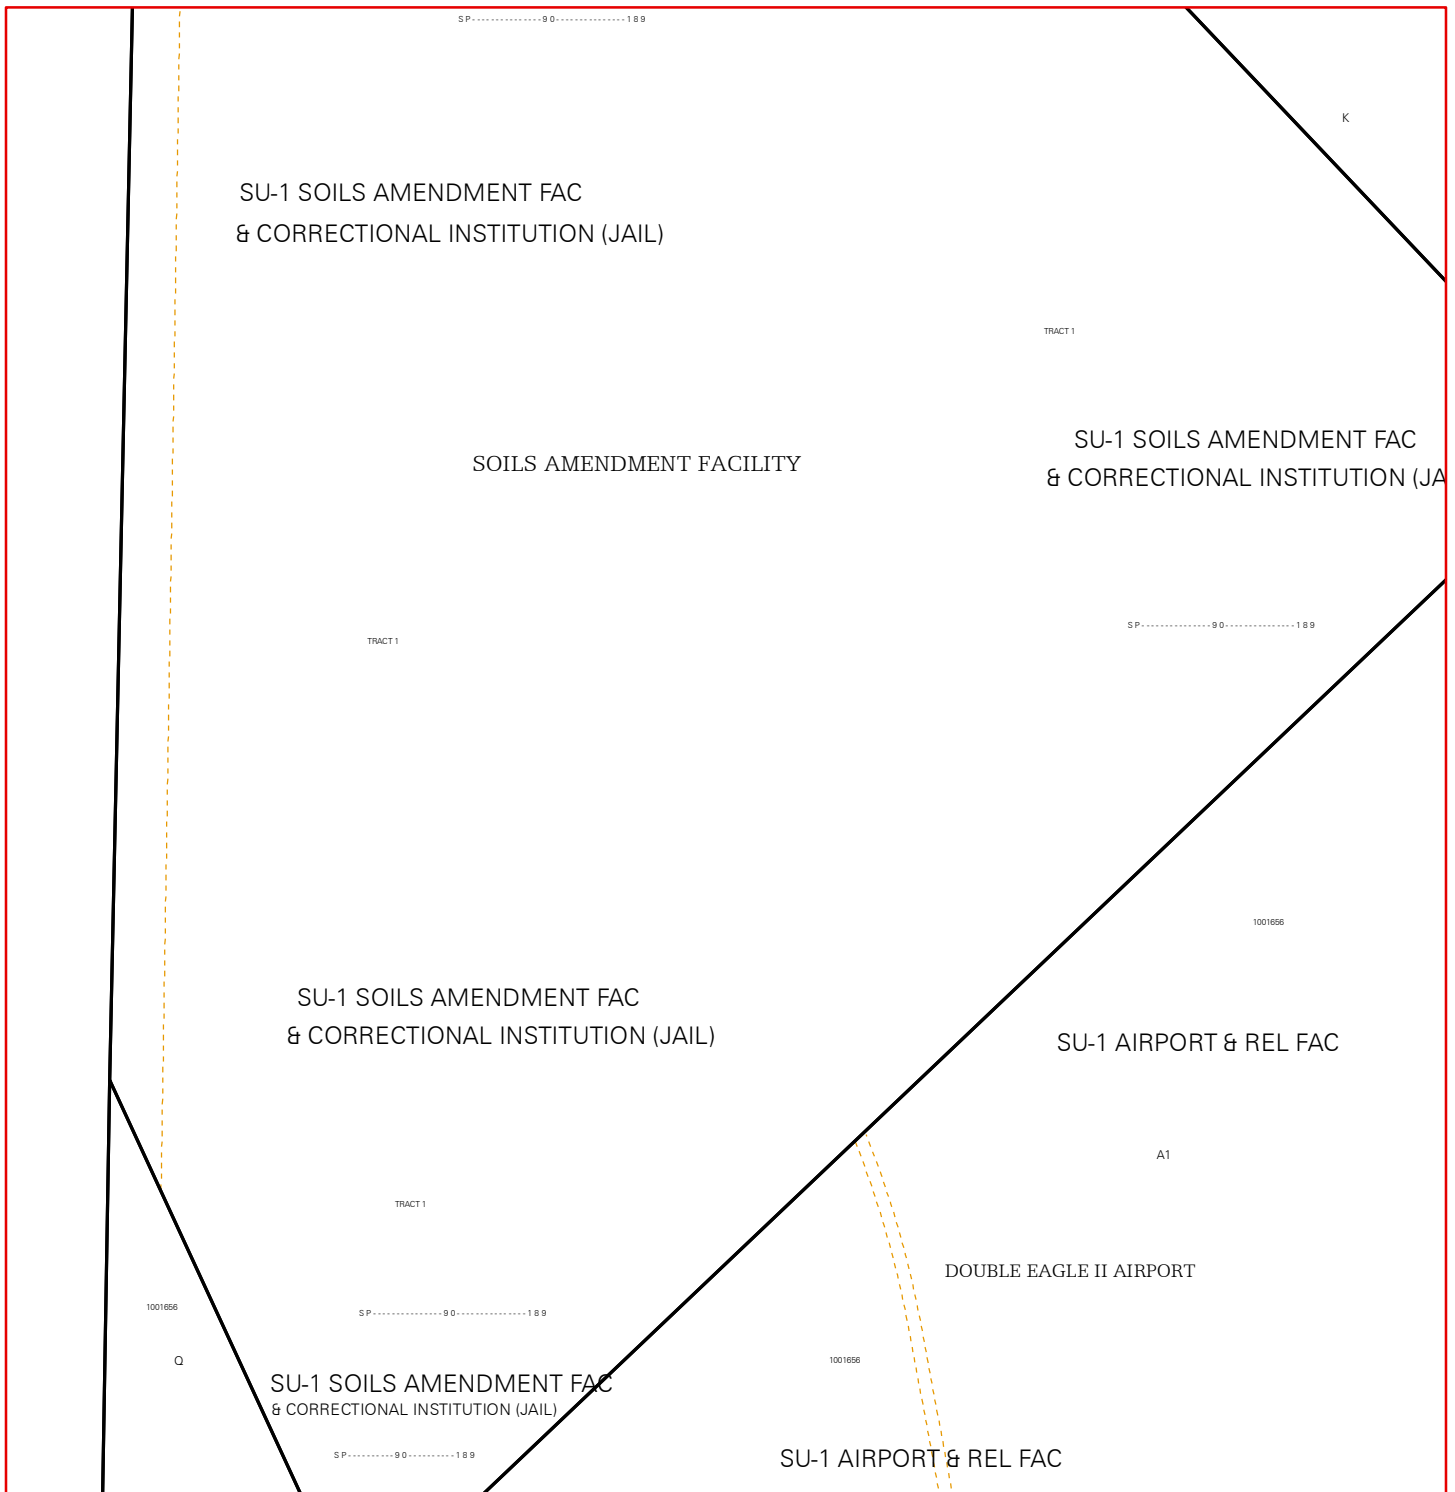 SP---------------90---------------189
K
SU-1 SOILS AMENDMENT FAC
& CORRECTIONAL INSTITUTION (JAIL)
TRACT 1
SU-1 SOILS AMENDMENT FAC
& CORRECTIONAL INSTITUTION (JA
SOILS AMENDMENT FACILITY
SP---------------90---------------189
TRACT 1
1001656
SU-1 SOILS AMENDMENT FAC
& CORRECTIONAL INSTITUTION (JAIL)
SU-1 AIRPORT & REL FAC
A1
TRACT 1
DOUBLE EAGLE II AIRPORT
1001656
SP---------------90---------------189
Q
1001656
SU-1 SOILS AMENDMENT FAC
& CORRECTIONAL INSTITUTION (JAIL)
SP----------90----------189
SU-1 AIRPORT & REL FAC